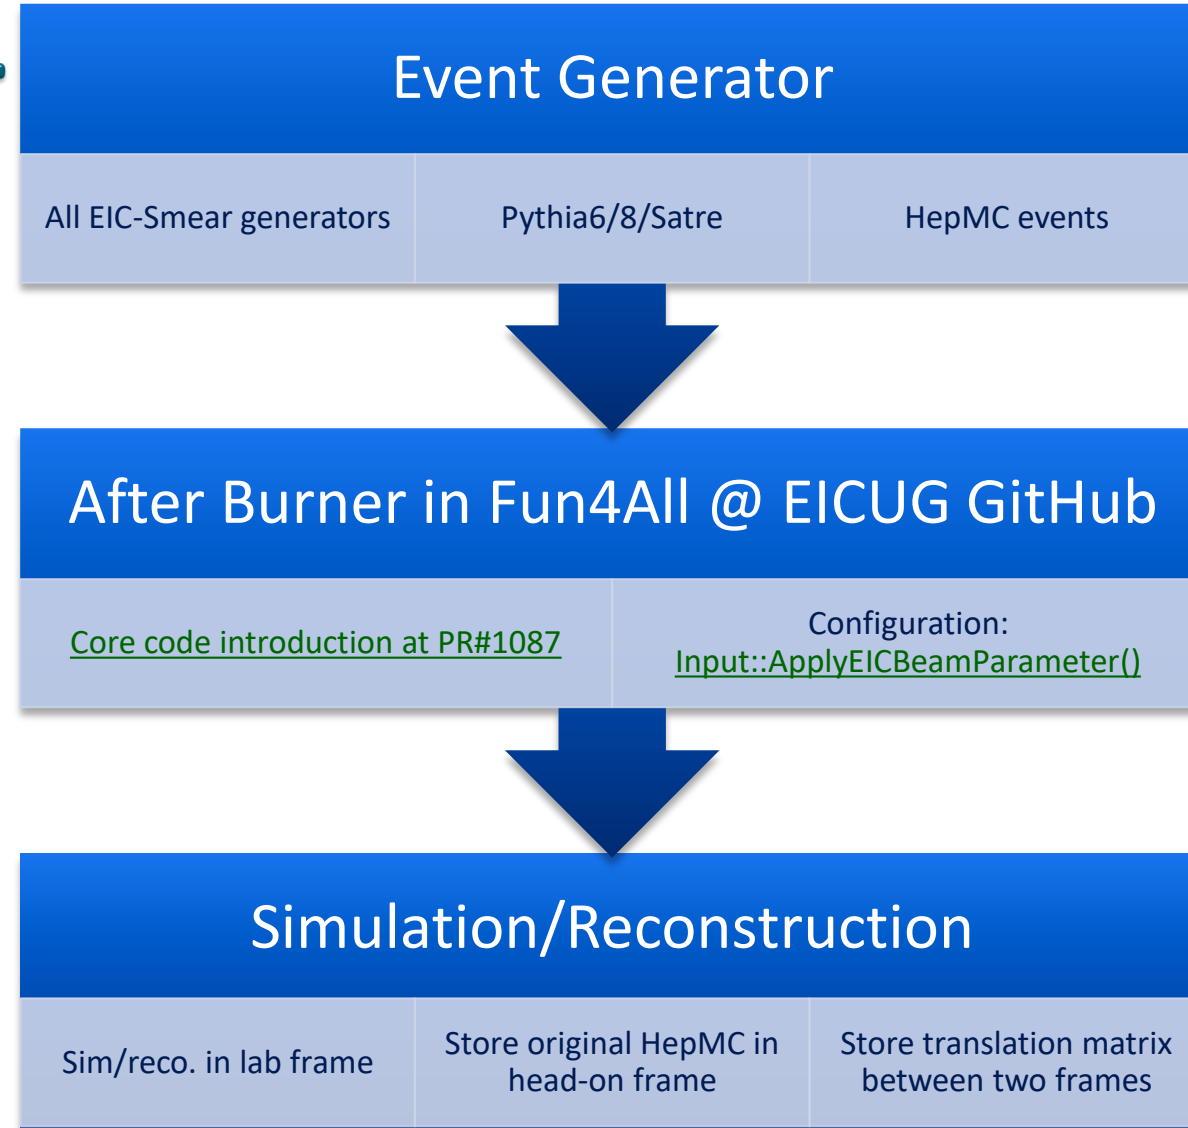 Event Generator
All EIC-Smear generators
Pythia6/8/Satre
HepMC events
After Burner in Fun4All @ EICUG GitHub
Core code introduction at PR#1087
Configuration:
Input::ApplyEICBeamParameter()
Simulation/Reconstruction
Sim/reco. in lab frame
Store original HepMC in
head-on frame
Store translation matrix
between two frames